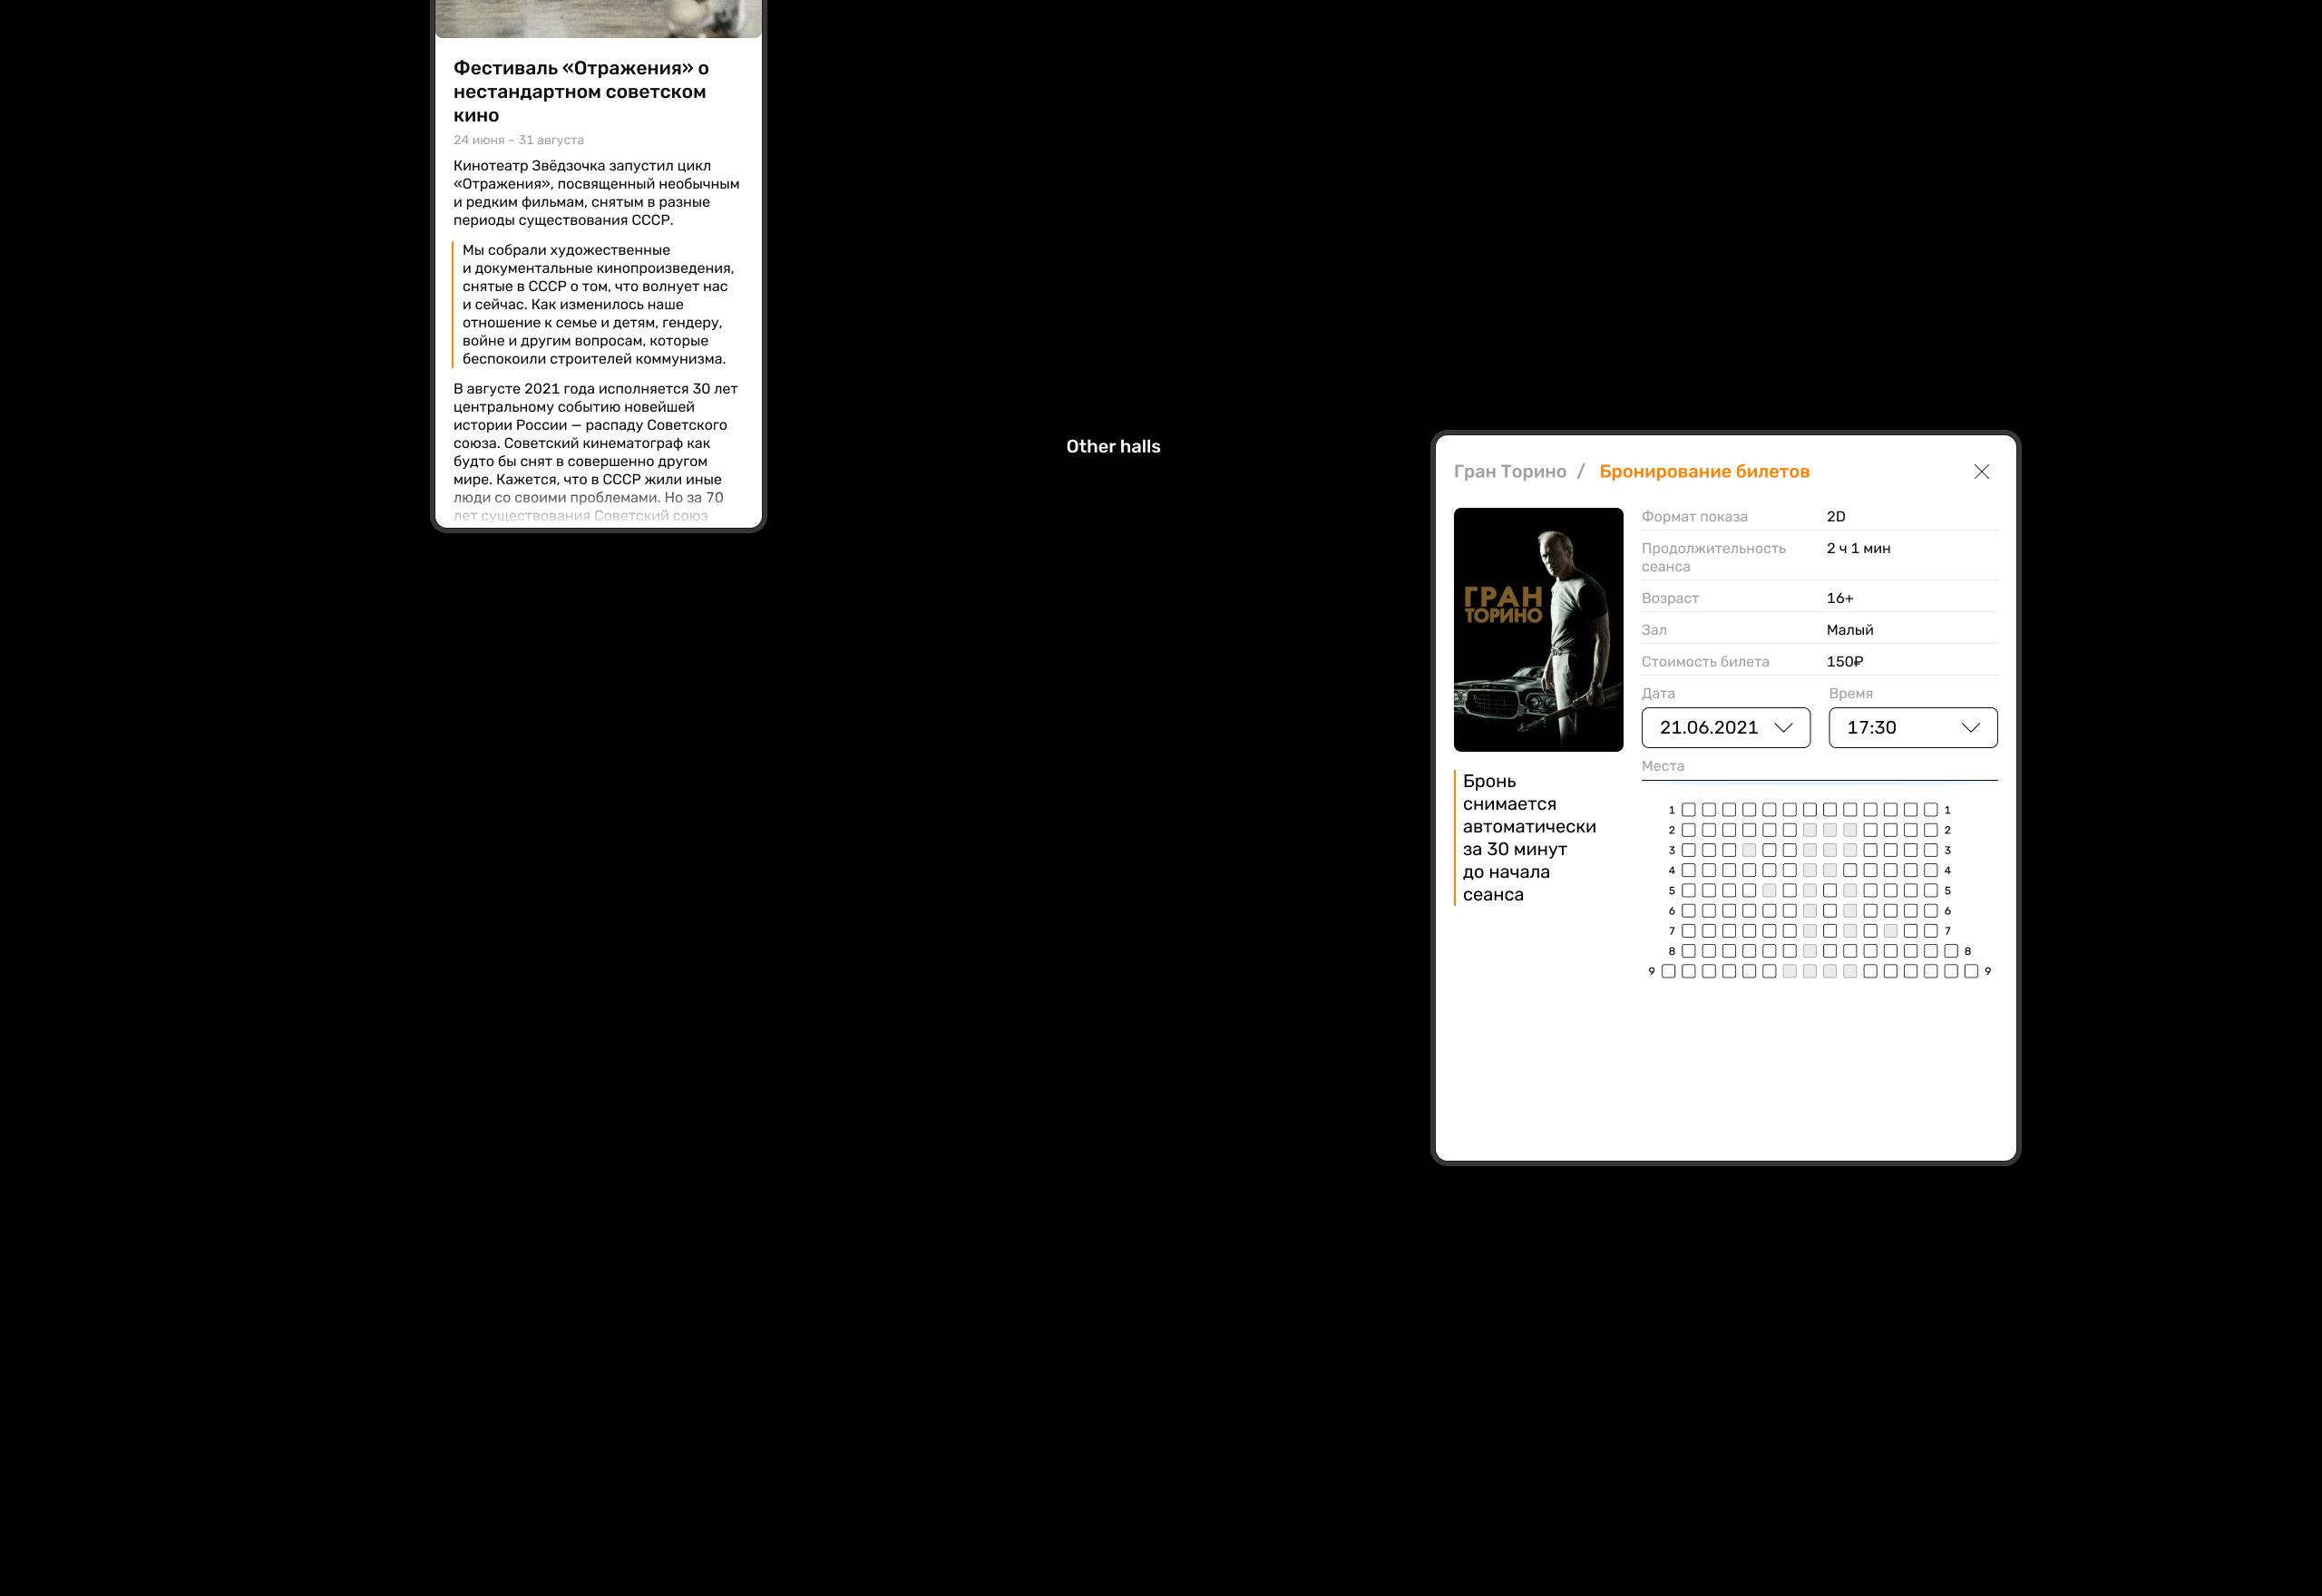 Фестиваль «Отражения» о
нестандартном советском
кино
24 июня – 31 августа
Кинотеатр Звёдзочка запустил цикл
«Отражения», посвященный необычным
и редким фильмам, снятым в разные
периоды существования СССР.
Мы собрали художественные
и документальные кинопроизведения,
снятые в СССР о том, что волнует нас
и сейчас. Как изменилось наше
отношение к семье и детям, гендеру,
войне и другим вопросам, которые
беспокоили строителей коммунизма.
В августе 2021 года исполняется 30 лет
центральному событию новейшей
истории России — распаду Советского
союза. Советский кинематограф как
будто бы снят в совершенно другом
мире. Кажется, что в СССР жили иные
люди со своими проблемами. Но за 70
лет существования Советский союз
Other halls
Гран Торино / Бронирование билетов
ГРАН
ТОРИНО
Бронь
снимается
автоматически
за 30 минут
до начала
сеанса
Формат показа 2D
Продолжительность 2 ч 1 мин
сеанса
Возраст 16+
Зал Малый
Стоимость билета 150₽
Дата Время
21.06.2021 17:30
Места
1 1
2 2
3 3
4 4
5 5
6 6
7 7
8 8
9 9